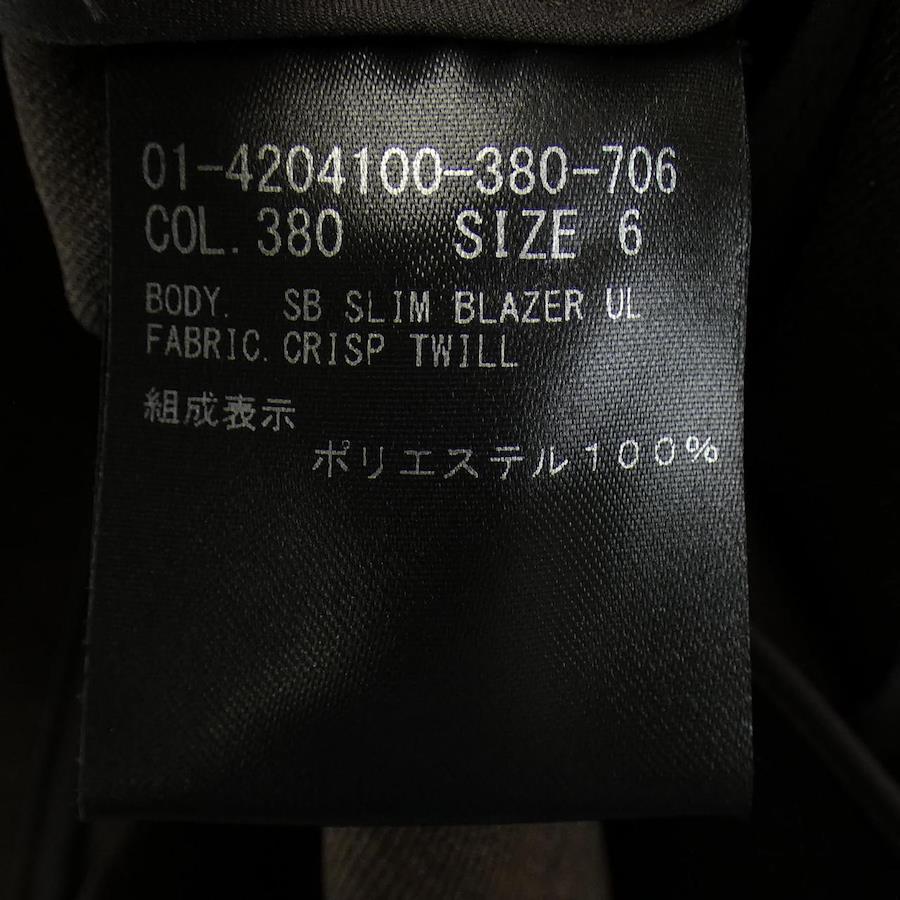 01-4204100-380-706
COL. 380 SIZE 6
BODY. SB SLIM BLAZER UL
FABRIC. CRISP TWILL
組成表示
ポリエステル100%